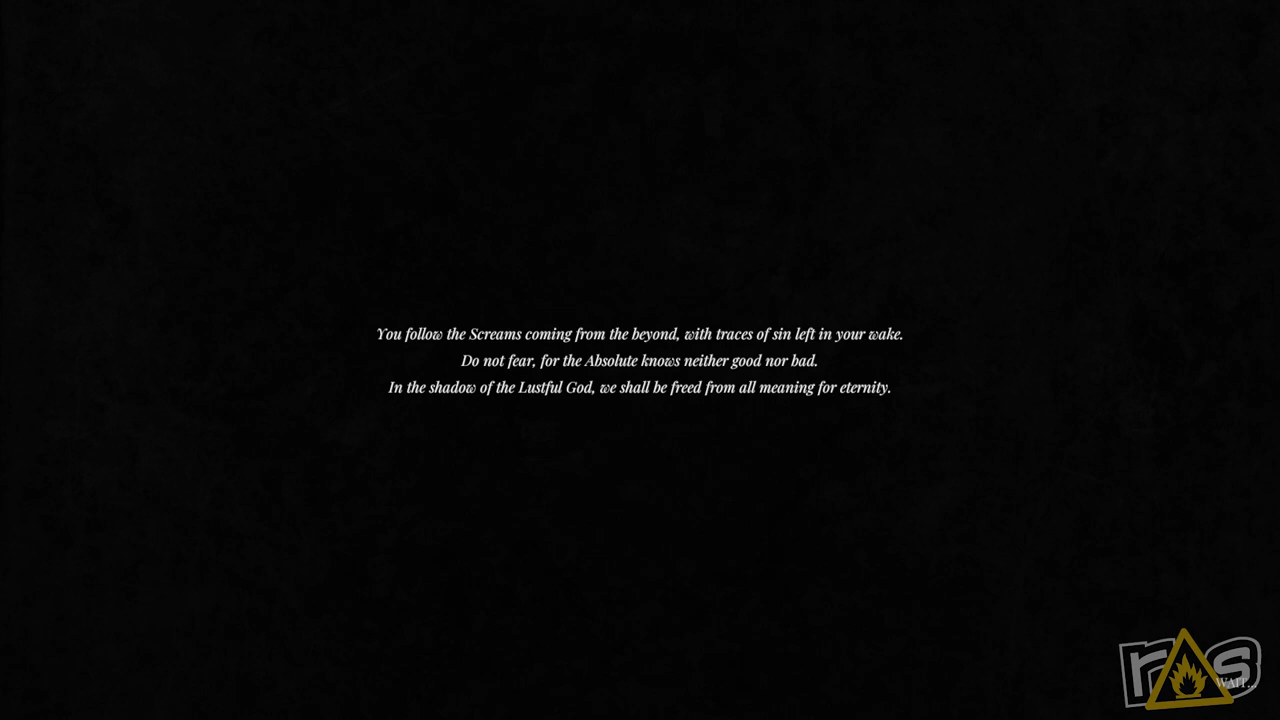 You follow the Screams coming from the beyond, with traces of sin left in your wake.
Do not fear, for the Absolute knows neither good nor bad.
In the shadow of the Lustful God, we shall be freed from all meaning for eternity.
WAIT...